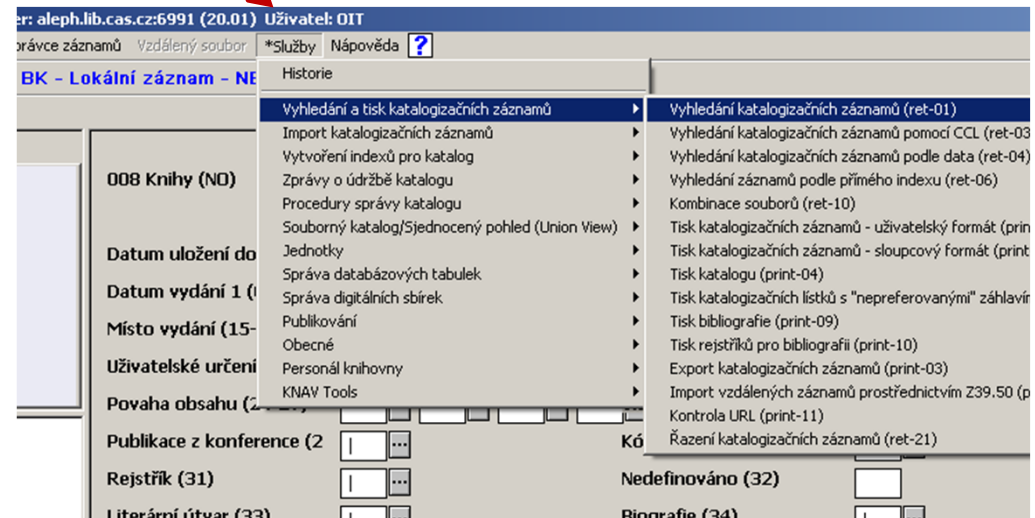 er: aleph.lib.cas.cz:6991 (20.01) Uživatel: OIT
právce záznamů Vzdálený soubor *Služby Nápověda ?
BK - Lokální záznam - NE
Historie
Vyhledání a tisk katalogizačních záznamů
Import katalogizačních záznamů
Vytvoření indexů pro katalog
Zprávy o údržbě katalogu
Procedury správy katalogu
Souborný katalog/Sjednocený pohled (Union View)
Jednotky
Správa databázových tabulek
Správa digitálních sbírek
Publikování
Obecné
Personál knihovny
KNAV Tools
Vyhledání katalogizačních záznamů (ret-01)
Vyhledání katalogizačních záznamů pomocí CCL (ret-03
Vyhledání katalogizačních záznamů podle data (ret-04)
Vyhledání záznamů podle přímého indexu (ret-06)
Kombinace souborů (ret-10)
Tisk katalogizačních záznamů - uživatelský formát (prin
Tisk katalogizačních záznamů - sloupcový formát (print
Tisk katalogu (print-04)
Tisk katalogizačních lístků s "nepreferovanými" záhlavím
Tisk bibliografie (print-09)
Tisk rejstříků pro bibliografii (print-10)
Export katalogizačních záznamů (print-03)
Import vzdálených záznamů prostřednictvím Z39.50 (p
Kontrola URL (print-11)
Řazení katalogizačních záznamů (ret-21)
008 Knihy (NO)
Datum uložení do
Datum vydání 1 (
Místo vydání (15-
Uživatelské určení
Povaha obsahu (2
Publikace z konference (2
Kó
Rejstřík (31)
Nedefinováno (32)
Literární útvar (33)
Biografie (34)